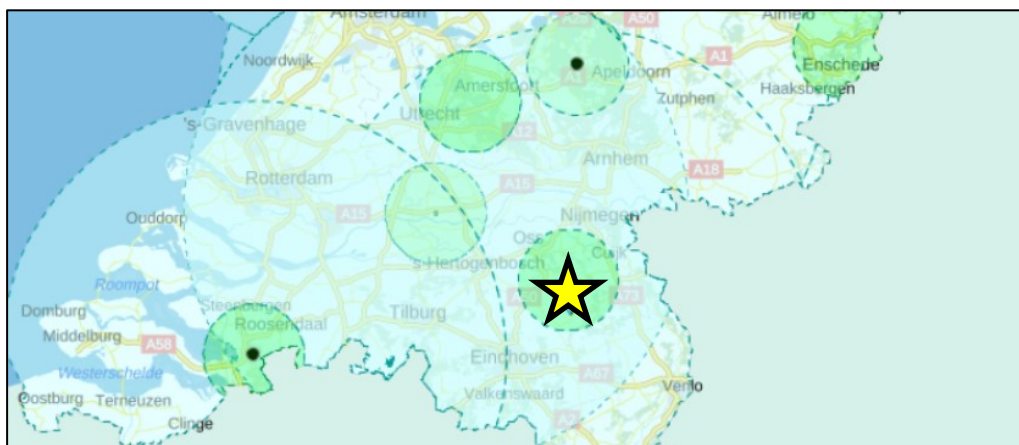 Amsterdam
A50
Almelo
Noordwijk
A1
Apeldoorn
Enschede
Amersfoort
Haaksbergen
Zutphen
Utrecht
's-Gravenhage
A12
Arnhem
A18
Rotterdam
A15
A15
Ouddorp
Nijmegen
Oss
Cuijk
's-Hertogenbosch
Roompot
A73
Steenbergen
Domburg
Tilburg
Roosendaal
Middelburg
A58
Eindhoven
Westerschelde
A67
Venlo
Valkenswaard
Oostburg
Terneuzen
Clinge
A2